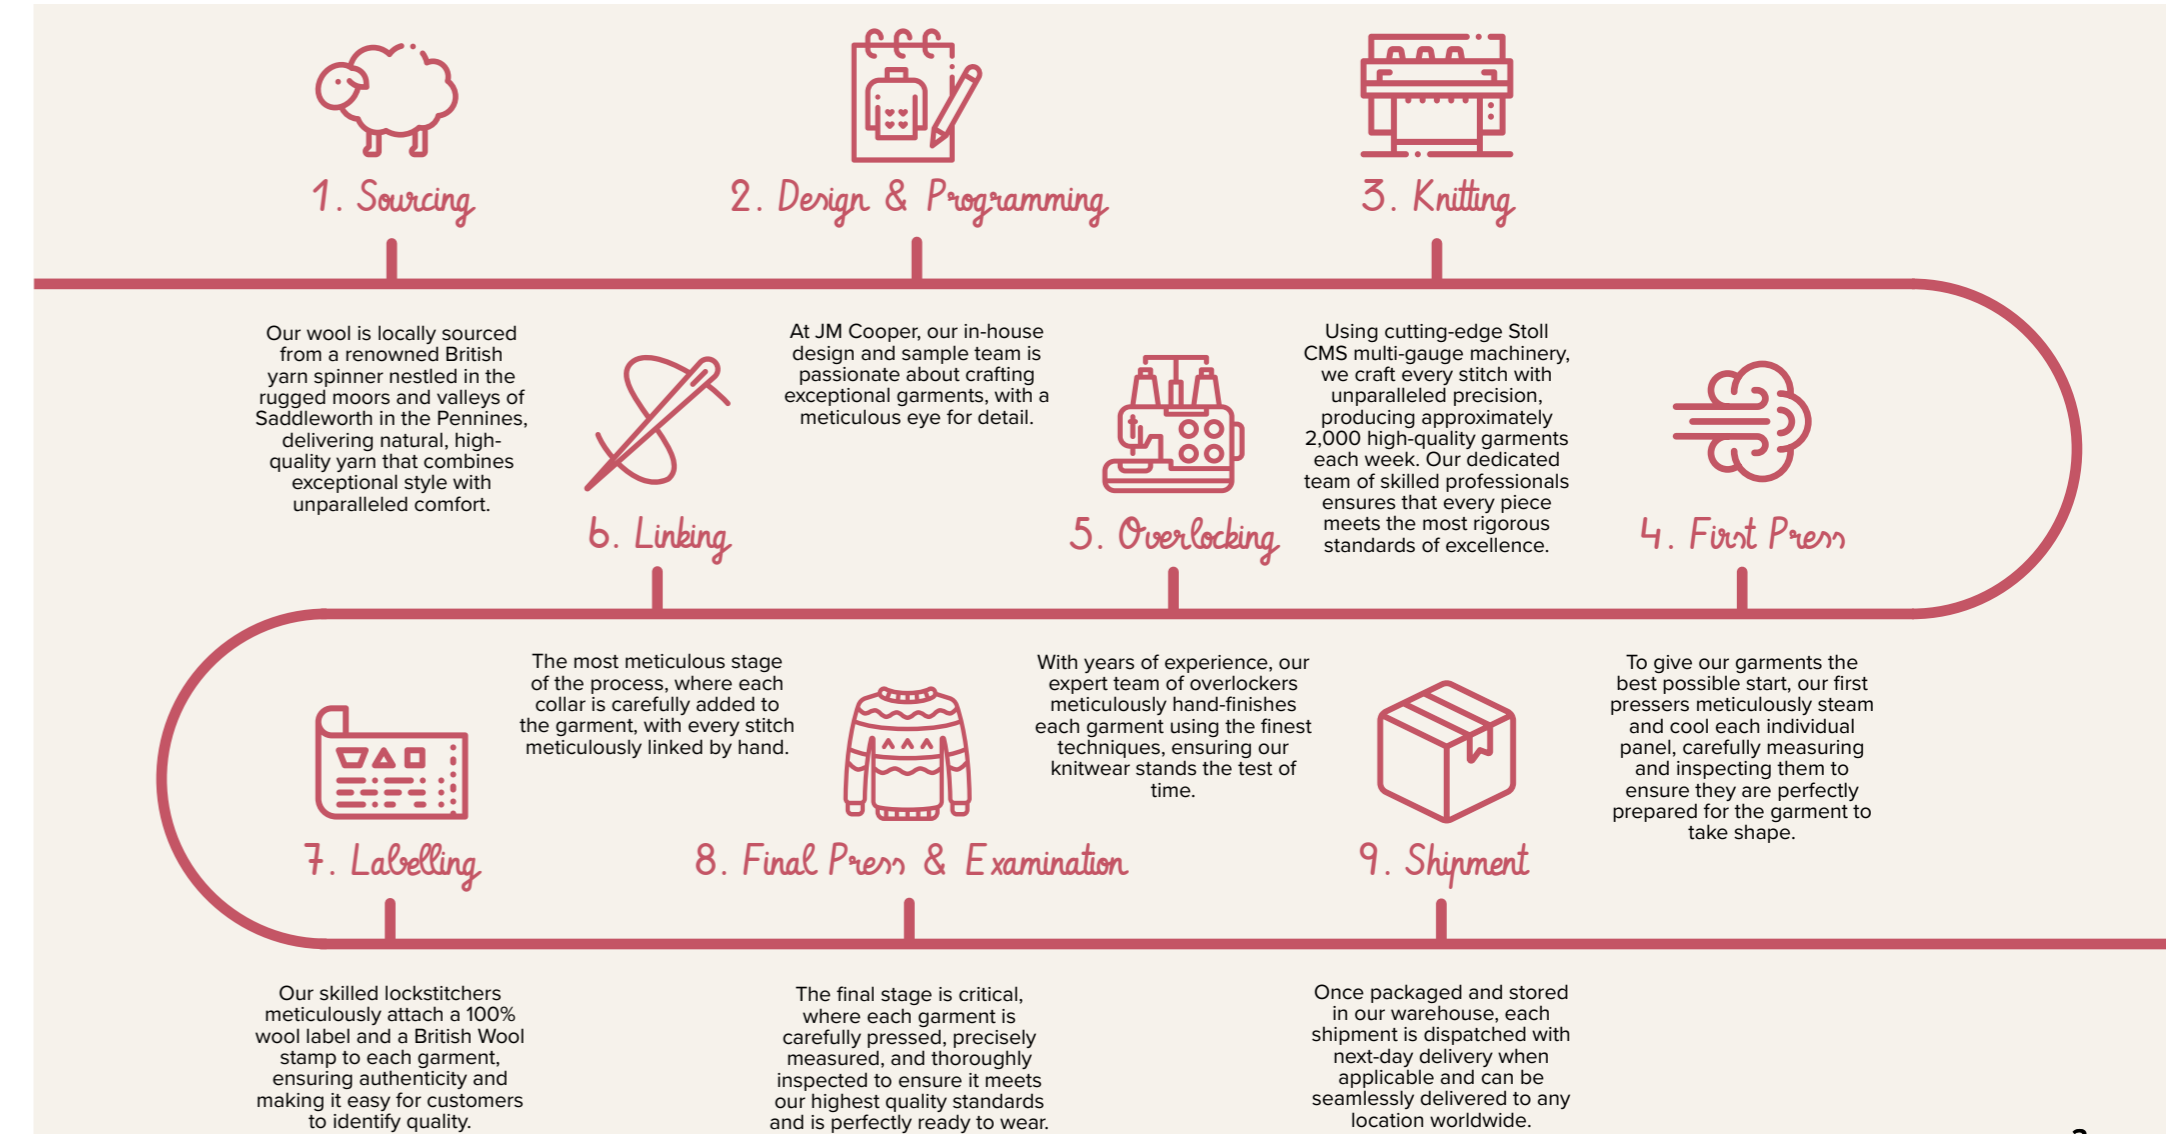 1. Sourcing
Our wool is locally sourced
from a renowned British
yarn spinner nestled in the
rugged moors and valleys of
Saddleworth in the Pennines,
delivering natural, high-
quality yarn that combines
exceptional style with
unparalleled comfort.
2. Design & Programming
At JM Cooper, our in-house
design and sample team is
passionate about crafting
exceptional garments, with a
meticulous eye for detail.
3. Knitting
Using cutting-edge Stoll
CMS multi-gauge machinery,
we craft every stitch with
unparalleled precision,
producing approximately
2,000 high-quality garments
each week. Our dedicated
team of skilled professionals
ensures that every piece
meets the most rigorous
standards of excellence.
4. First Press
To give our garments the
best possible start, our first
pressers meticulously steam
and cool each individual
panel, carefully measuring
and inspecting them to
ensure they are perfectly
prepared for the garment to
take shape.
5. Overlocking
With years of experience, our
expert team of overlockers
meticulously hand-finishes
each garment using the finest
techniques, ensuring our
knitwear stands the test of
time.
6. Linking
The most meticulous stage
of the process, where each
collar is carefully added to
the garment, with every stitch
meticulously linked by hand.
7. Labelling
Our skilled lockstitchers
meticulously attach a 100%
wool label and a British Wool
stamp to each garment,
ensuring authenticity and
making it easy for customers
to identify quality.
8. Final Press & Examination
The final stage is critical,
where each garment is
carefully pressed, precisely
measured, and thoroughly
inspected to ensure it meets
our highest quality standards
and is perfectly ready to wear.
9. Shipment
Once packaged and stored
in our warehouse, each
shipment is dispatched with
next-day delivery when
applicable and can be
seamlessly delivered to any
location worldwide.